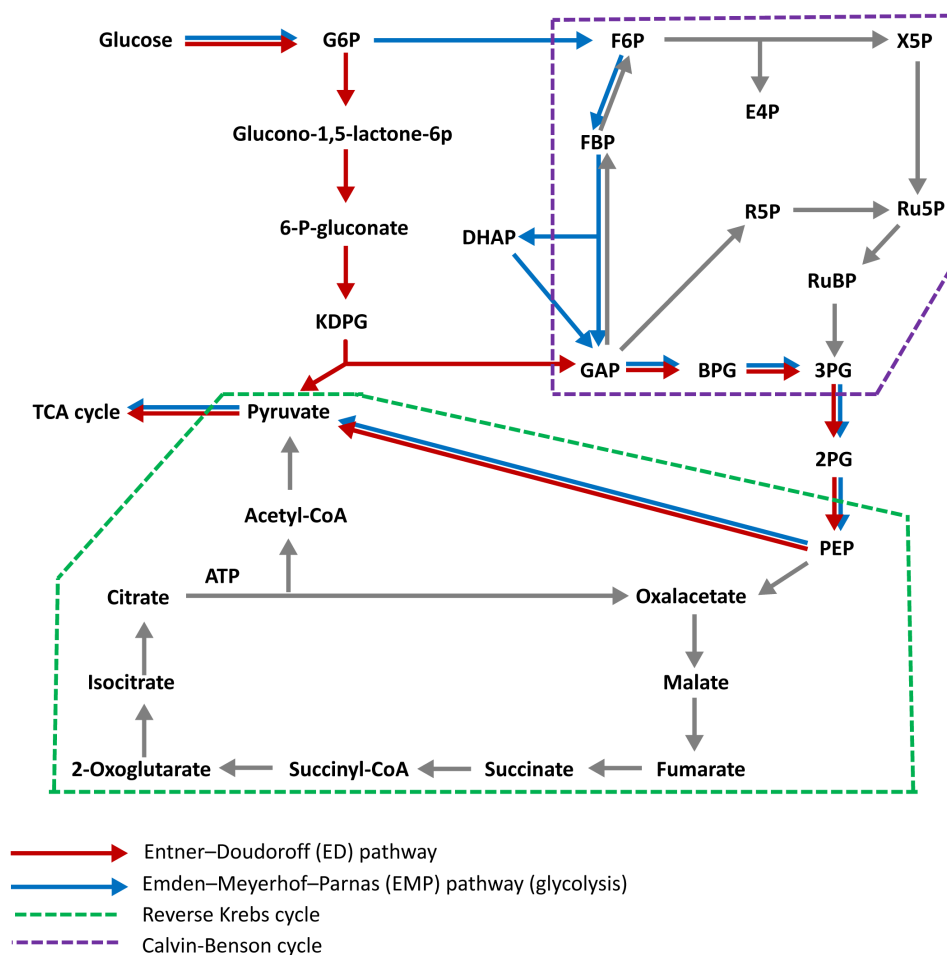 Glucose
G6P
F6P
X5P
E4P
Glucono-1,5-lactone-6p
FBP
6-P-gluconate
DHAP
R5P
Ru5P
RuBP
KDPG
GAP
BPG
3PG
TCA cycle
Pyruvate
2PG
Acetyl-CoA
PEP
ATP
Citrate
Oxalacetate
Isocitrate
Malate
2-Oxoglutarate
Succinyl-CoA
Succinate
Fumarate
Entner–Doudoroff (ED) pathway
Emden–Meyerhof–Parnas (EMP) pathway (glycolysis)
Reverse Krebs cycle
Calvin-Benson cycle